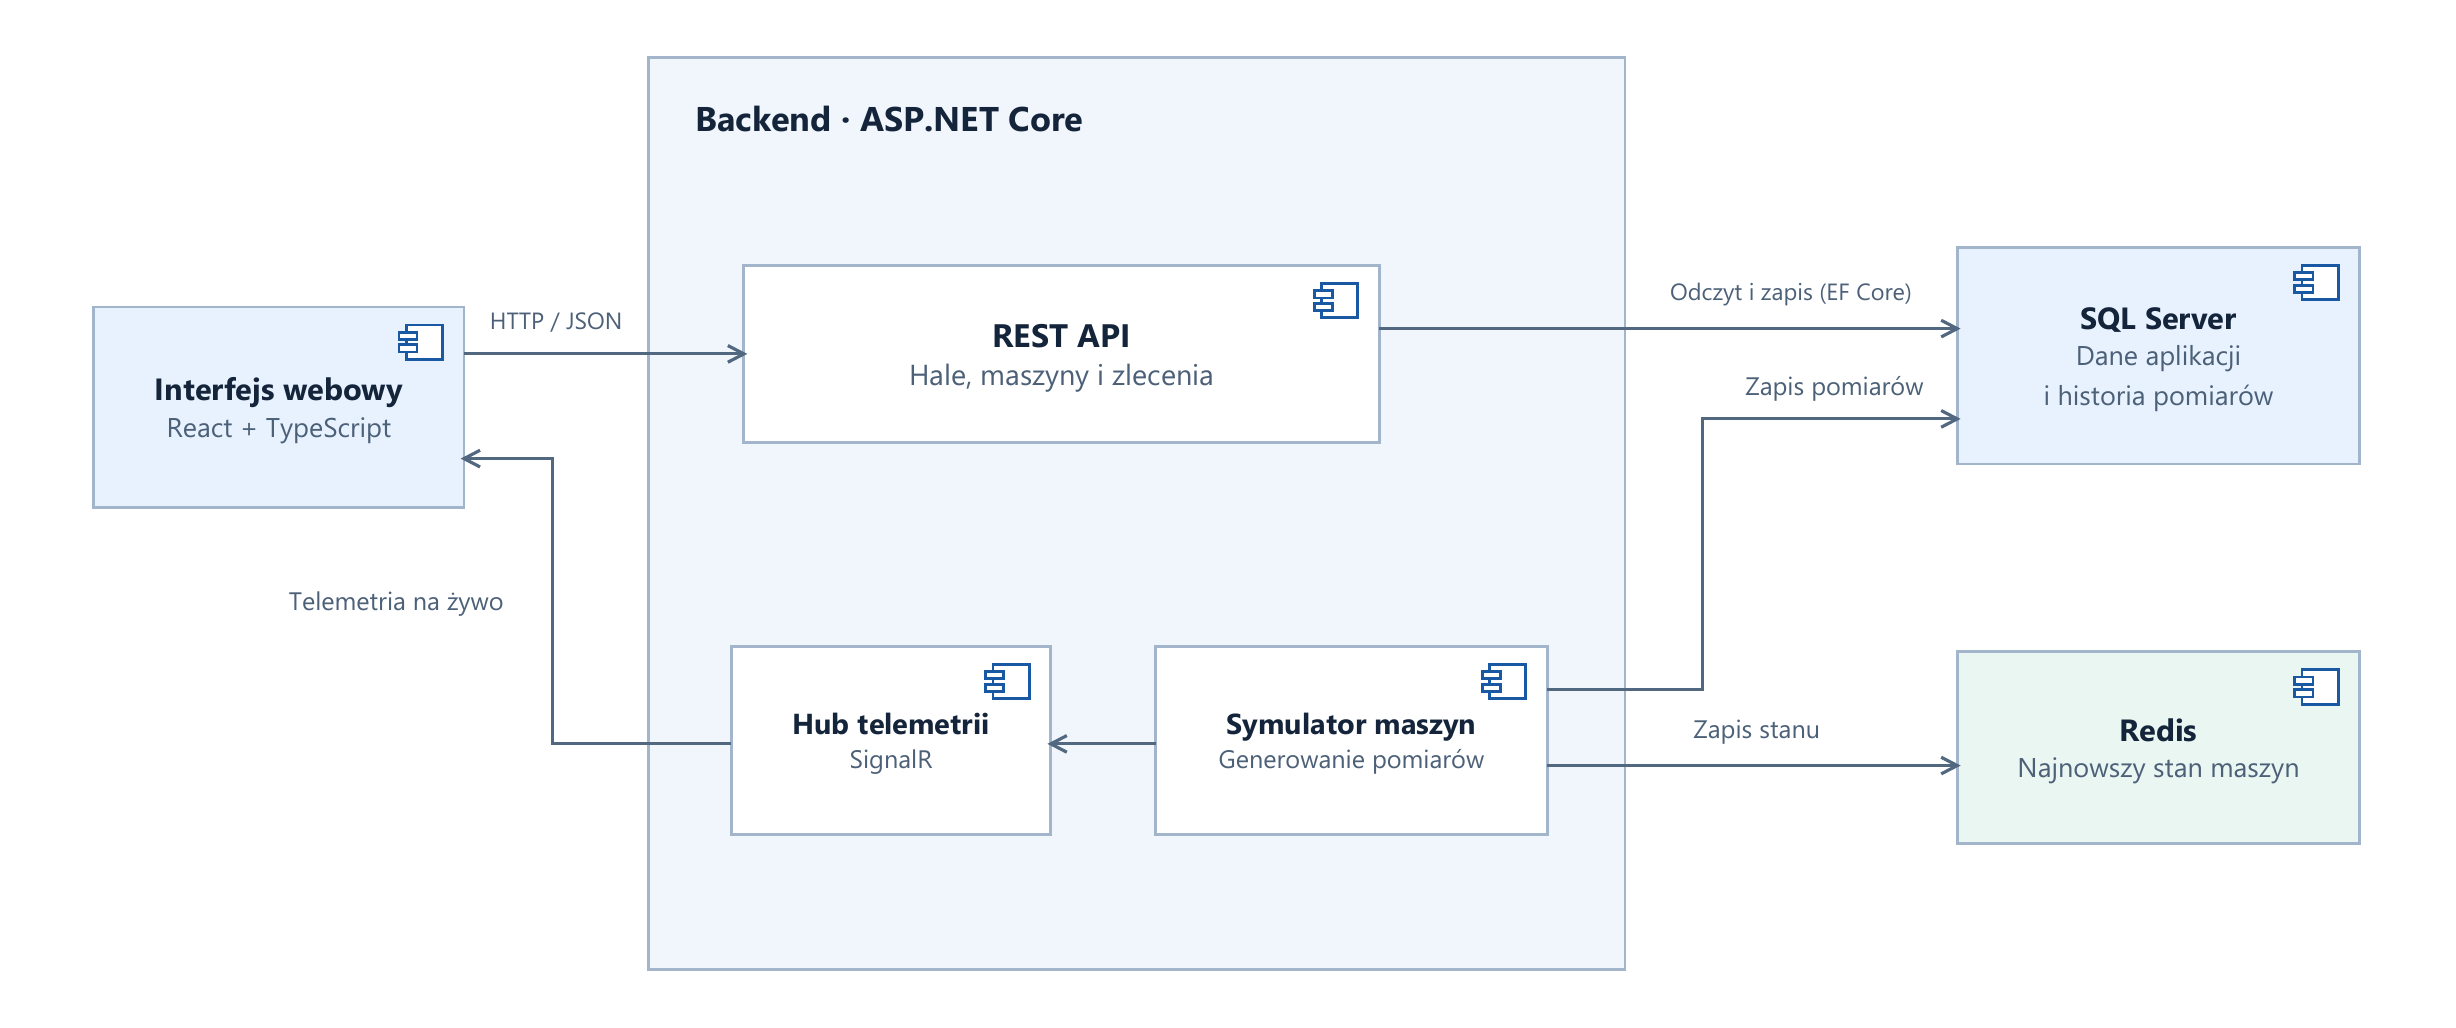 Backend · ASP.NET Core
Interfejs webowy
React + TypeScript
HTTP / JSON
REST API
Hale, maszyny i zlecenia
Odczyt i zapis (EF Core)
SQL Server
Dane aplikacji
i historia pomiarów
Zapis pomiarów
Telemetria na żywo
Hub telemetrii
SignalR
Symulator maszyn
Generowanie pomiarów
Zapis stanu
Redis
Najnowszy stan maszyn